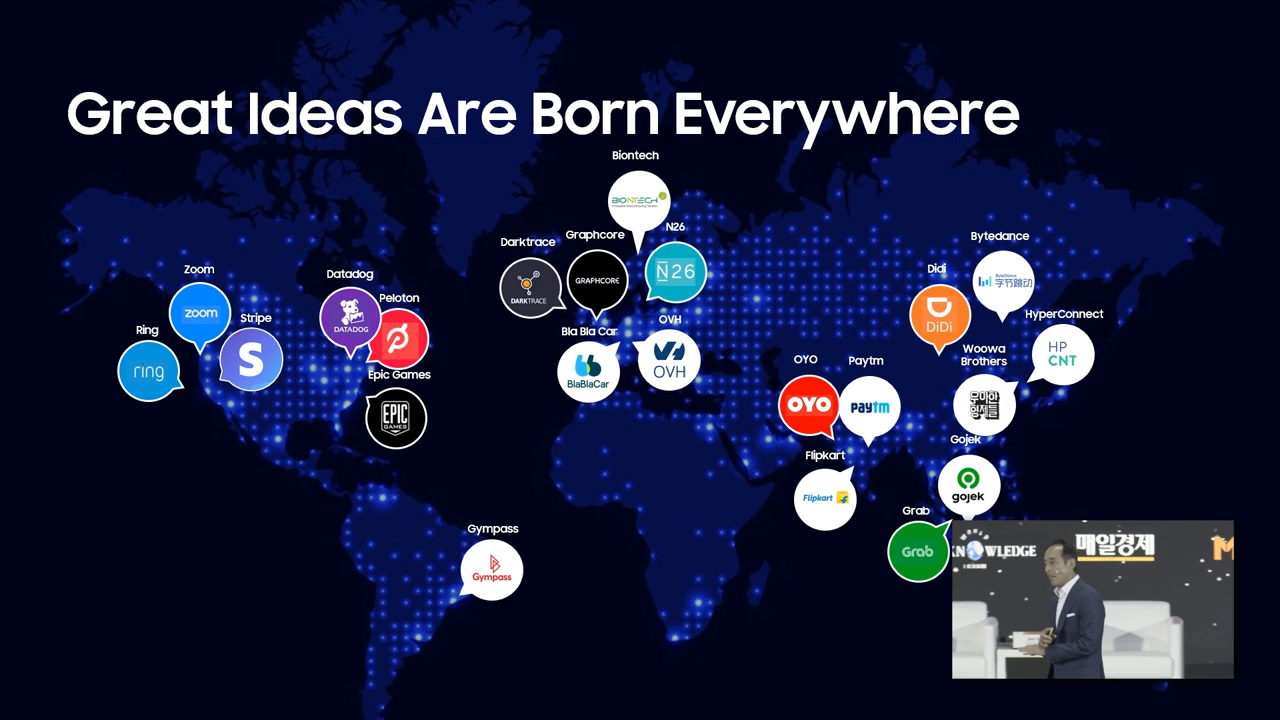 Great Ideas Are Born Everywhere
Biontech
BIONTECH
N26
N26
Graphcore
GRAPHCORE
Darktrace
DARKTRACE
Bla Bla Car
BlaBlaCar
OVH
OVH
Zoom
zoom
Datadog
DATADOG
Peloton
Stripe
S
Ring
ring
Epic Games
EPIC
GAMES
Gympass
Gympass
Bytedance
ByteDance
字节跳动
Didi
DiDi
HyperConnect
HP
CNT
Woowa
Brothers
우아한
형제들
OYO
OYO
Paytm
paytm
Flipkart
Flipkart
Gojek
gojek
Grab
Grab
KNOWLEDGE
매일경제
M